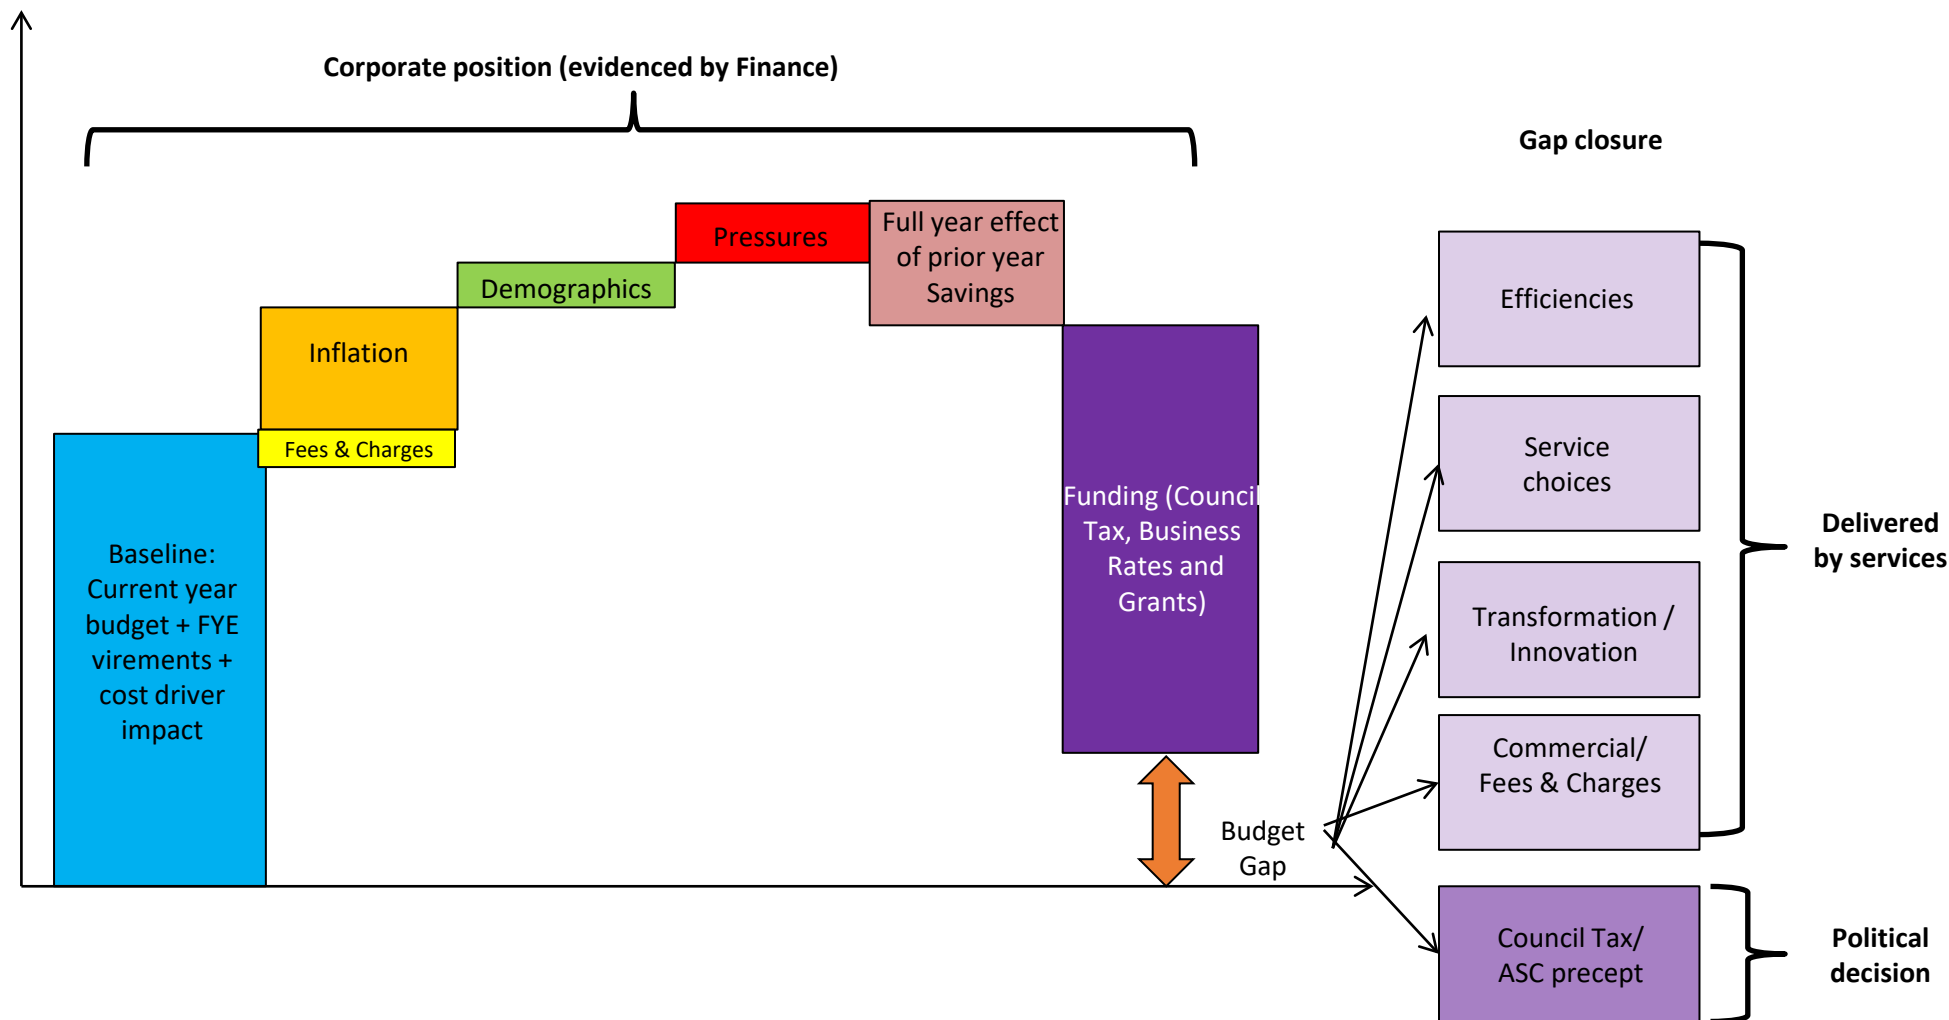 Corporate position (evidenced by Finance)
Gap closure
Baseline:
Current year
budget + FYE
virements +
cost driver
impact
Inflation
Fees & Charges
Demographics
Pressures
Full year effect
of prior year
Savings
Funding (Council
Tax, Business
Rates and
Grants)
Budget
Gap
Efficiencies
Service
choices
Transformation /
Innovation
Commercial/
Fees & Charges
Delivered
by services
Council Tax/
ASC precept
Political
decision